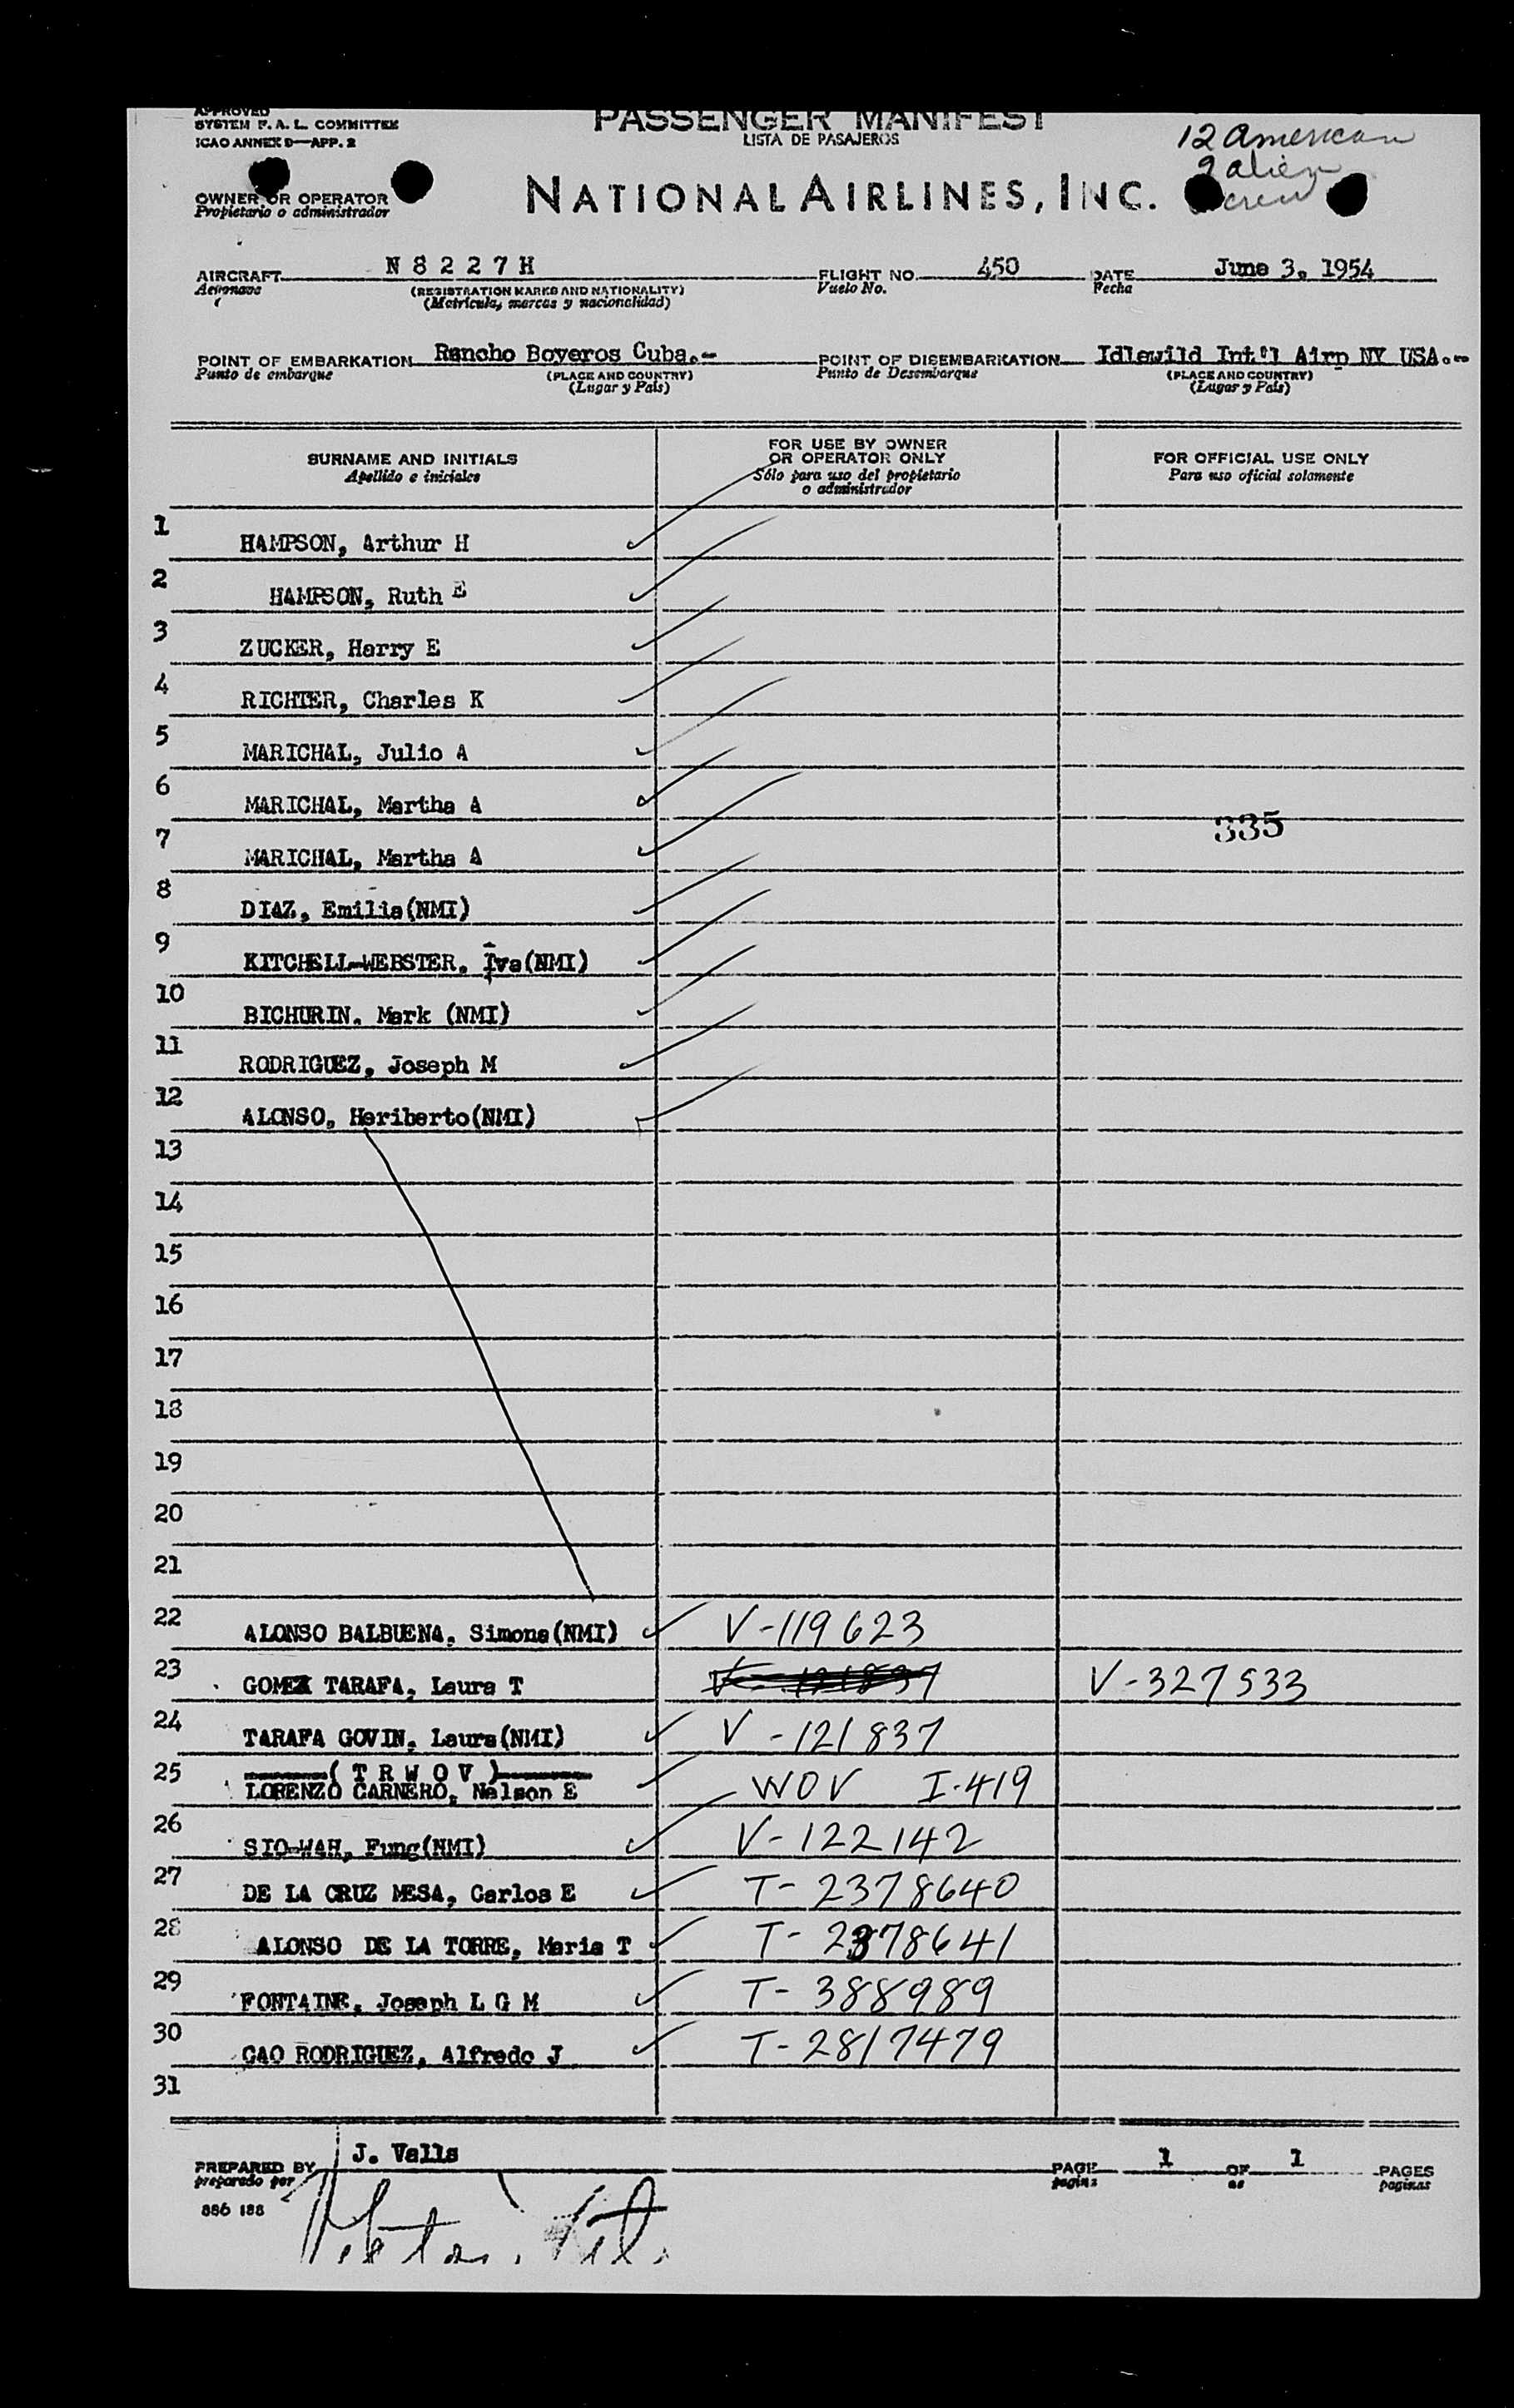 APPROVED
SYSTEM F. A. L. COMMITTEE
ICAO ANNEX 9—APP. 2
PASSENGER MANIFEST
LISTA DE PASAJEROS
12 american
9 alien
crew
OWNER OR OPERATOR
Propietario o administrador
NATIONAL AIRLINES, INC.
AIRCRAFT N 8 2 2 7 H FLIGHT NO. 450 DATE June 3, 1954
Aeronave (REGISTRATION MARKS AND NATIONALITY) Vuelo No. Fecha
(Matricula, marcas y nacionalidad)
POINT OF EMBARKATION Rancho Boyeros Cuba.- POINT OF DISEMBARKATION Idlewild Int'l Airp NY USA.-
Punto de embarque (PLACE AND COUNTRY) Punto de Desembarque (PLACE AND COUNTRY)
(Lugar y País) (Lugar y País)
SURNAME AND INITIALS
Apellido e iniciales
FOR USE BY OWNER
OR OPERATOR ONLY
Sólo para uso del propietario
o administrador
FOR OFFICIAL USE ONLY
Para uso oficial solamente
1 HAMPSON, Arthur H
2 HAMPSON, Ruth E
3 ZUCKER, Harry E
4 RICHTER, Charles K
5 MARICHAL, Julio A
6 MARICHAL, Martha A
335
7 MARICHAL, Martha A
8 DIAZ, Emilia(NMI)
9 KITCHELL-WEBSTER, Iva(NMI)
10 BICHURIN, Mark (NMI)
11 RODRIGUEZ, Joseph M
12 ALONSO, Heriberto(NMI)
13
14
15
16
17
18
19
20
21
22 ALONSO BALBUENA, Simona(NMI) V-119623
23 GOMEZ TARAFA, Laura T V-121837 V-327533
24 TARAFA GOVIN, Laura(NMI) V-121837
25 ( T R W O V )
LORENZO CARNERO, Nelson E WOV I-419
26 SIO-WAH, Fung(NMI) V-122142
27 DE LA CRUZ MESA, Carlos E T-2378640
28 ALONSO DE LA TORRE, Maria T T-2378641
29 FONTAINE, Joseph L G M T-388989
30 CAO RODRIGUEZ, Alfredo J T-2817479
31
PREPARED BY J. Valls PAGE 1 OF 1 PAGES
preparado por pagina de paginas
886 188